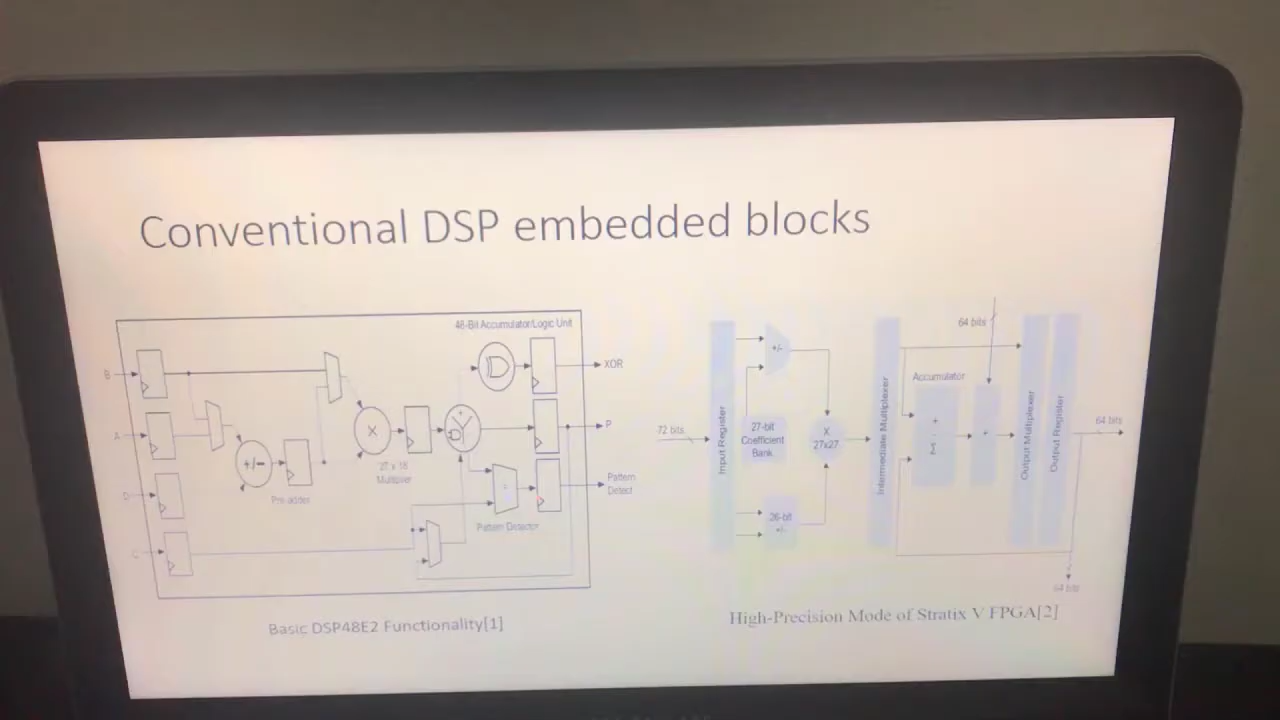 Conventional DSP embedded blocks
48-Bit Accumulator/Logic Unit
B
XOR
A
+/-
Pre-adder
X
27 x 18
Multiplier
+
-
P
D
=
Pattern
Detect
Pattern Detector
C
Basic DSP48E2 Functionality[1]
72 bits
Input Register
+/-
27-bit
Coefficient
Bank
26-bit
+/-
X
27x27
Intermediate Multiplexer
Accumulator
+
-
Σ
64 bits
+
Output Multiplexer
Output Register
64 bits
64 bits
High-Precision Mode of Stratix V FPGA[2]